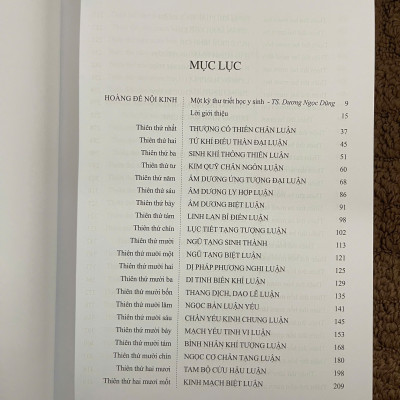 MỤC LỤC
HOÀNG ĐẾ NỘI KINH Một kỳ thư triết học y sinh - TS. Dương Ngọc Dũng 9
Lời giới thiệu 15
Thiên thứ nhất THƯỢNG CỔ THIÊN CHÂN LUẬN 37
Thiên thứ hai TỨ KHÍ ĐIỀU THẦN ĐẠI LUẬN 45
Thiên thứ ba SINH KHÍ THÔNG THIÊN LUẬN 51
Thiên thứ tư KIM QUỸ CHÂN NGÔN LUẬN 60
Thiên thứ năm ÂM DƯƠNG ỨNG TƯỢNG ĐẠI LUẬN 68
Thiên thứ sáu ÂM DƯƠNG LY HỢP LUẬN 86
Thiên thứ bảy ÂM DƯƠNG BIỆT LUẬN 91
Thiên thứ tám LINH LAN BÍ ĐIỂN LUẬN 98
Thiên thứ chín LỤC TIẾT TẠNG TƯỢNG LUẬN 102
Thiên thứ mười NGŨ TẠNG SINH THÀNH 113
Thiên thứ mười một NGŨ TẠNG BIỆT LUẬN 121
Thiên thứ mười hai DỊ PHÁP PHƯƠNG NGHI LUẬN 125
Thiên thứ mười ba DI TINH BIẾN KHÍ LUẬN 129
Thiên thứ mười bốn THANG DỊCH, DAO LỄ LUẬN 135
Thiên thứ mười lăm NGỌC BẢN LUẬN YẾU 141
Thiên thứ mười sáu CHẨN YẾU KINH CHUNG LUẬN 145
Thiên thứ mười bảy MẠCH YẾU TINH VI LUẬN 153
Thiên thứ mười tám BÌNH NHÂN KHÍ TƯỢNG LUẬN 168
Thiên thứ mười chín NGỌC CƠ CHÂN TẠNG LUẬN 180
Thiên thứ hai mươi TAM BỘ CỬU HẬU LUẬN 198
Thiên thứ hai mươi mốt KINH MẠCH BIỆT LUẬN 209